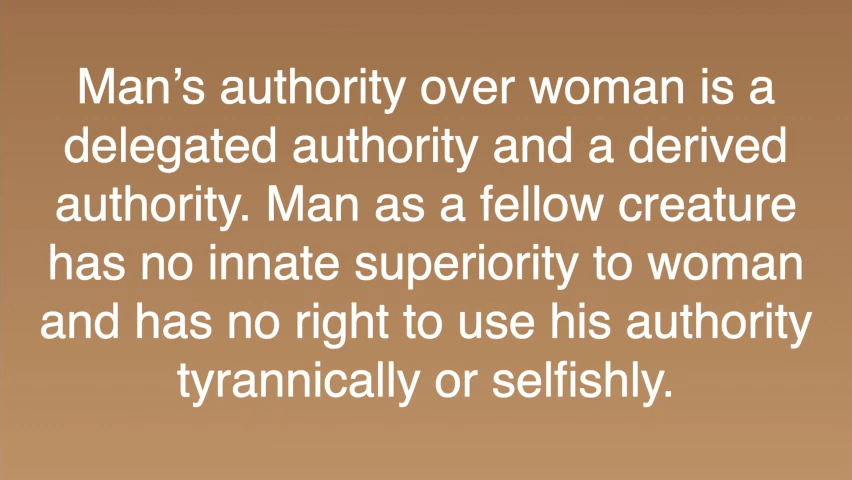 Man’s authority over woman is a
delegated authority and a derived
authority. Man as a fellow creature
has no innate superiority to woman
and has no right to use his authority
tyrannically or selfishly.